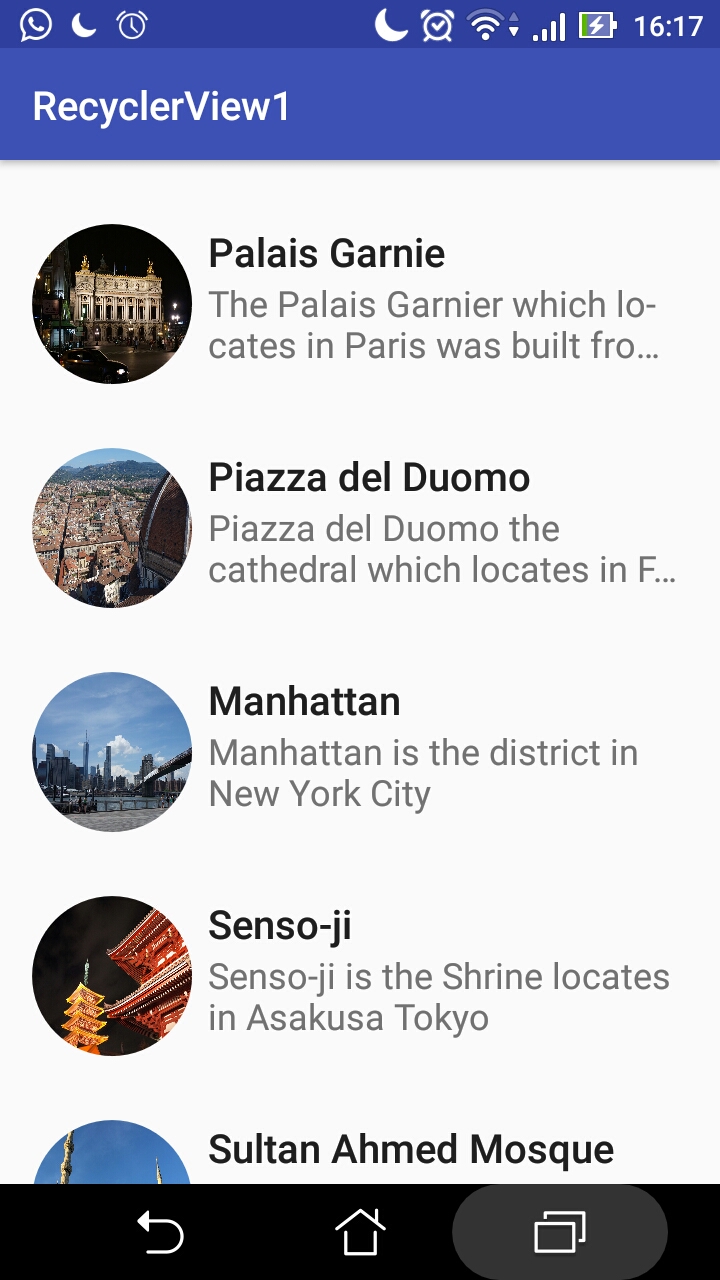 16:17
RecyclerView1
Palais Garnie
The Palais Garnier which lo-
cates in Paris was built fro…
Piazza del Duomo
Piazza del Duomo the
cathedral which locates in F…
Manhattan
Manhattan is the district in
New York City
Senso-ji
Senso-ji is the Shrine locates
in Asakusa Tokyo
Sultan Ahmed Mosque